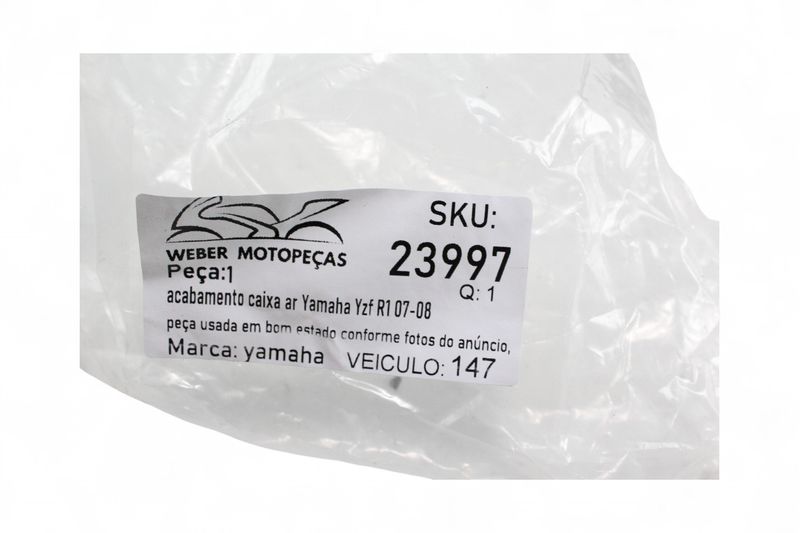 WEBER MOTOPEÇAS
SKU:
23997
Peça:1
Q: 1
acabamento caixa ar Yamaha Yzf R1 07-08
peça usada em bom estado conforme fotos do anúncio,
Marca: yamaha VEICULO: 147